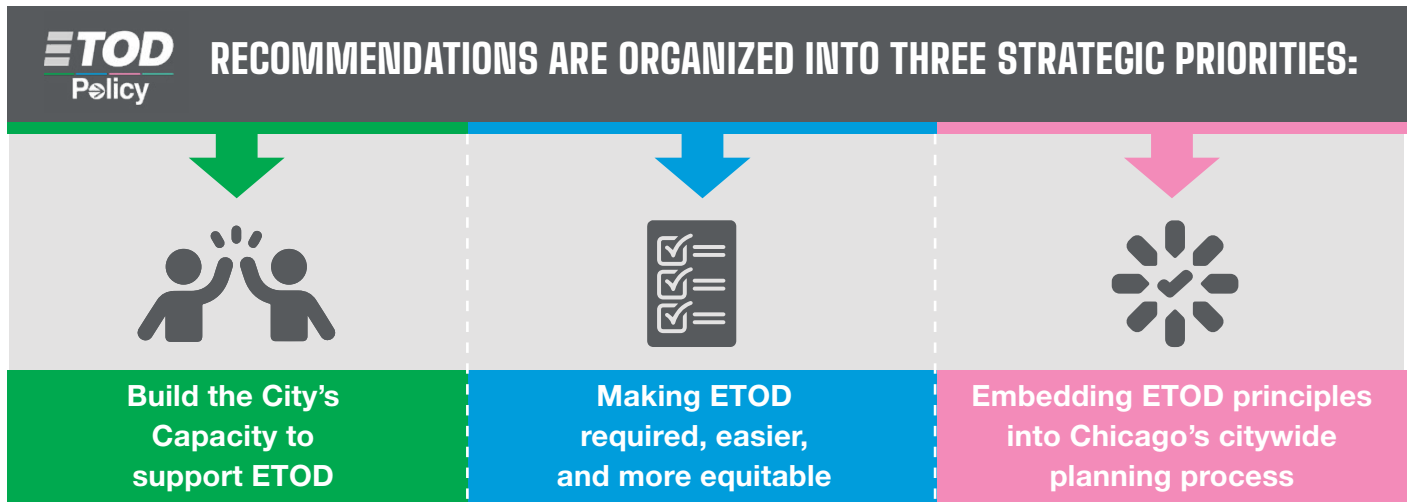 ETOD
Policy
RECOMMENDATIONS ARE ORGANIZED INTO THREE STRATEGIC PRIORITIES:
Build the City’s
Capacity to
support ETOD
Making ETOD
required, easier,
and more equitable
Embedding ETOD principles
into Chicago’s citywide
planning process